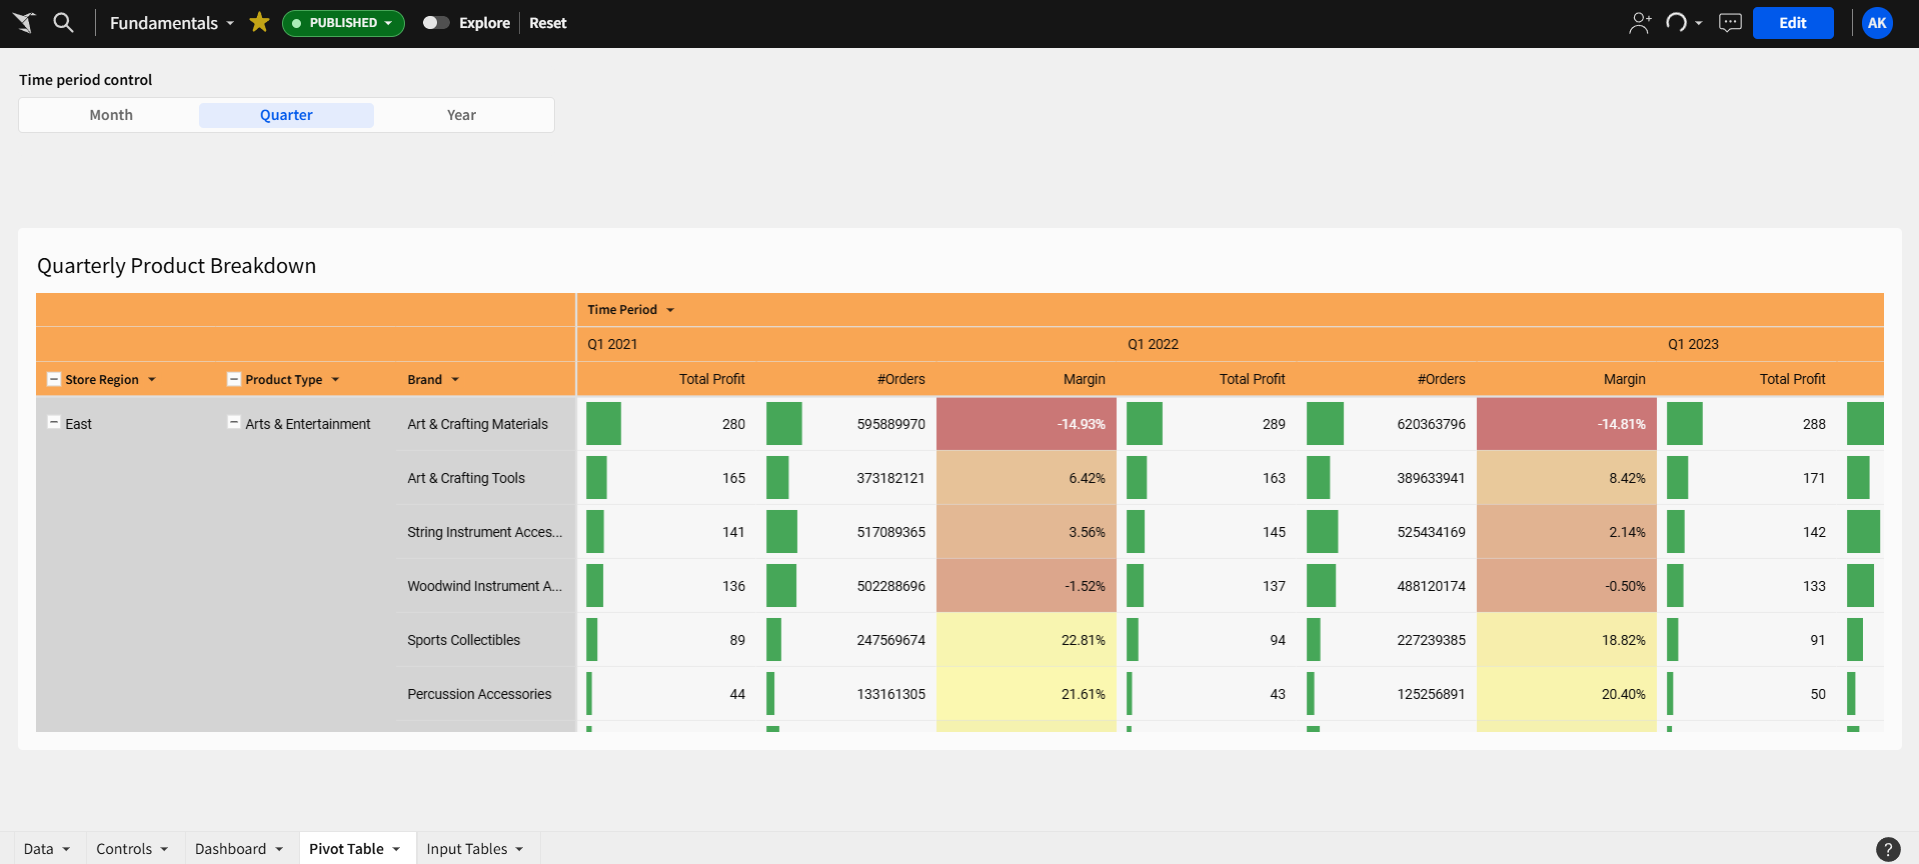 Fundamentals
PUBLISHED
Explore
Reset
Edit
AK
Time period control
Month Quarter Year
Quarterly Product Breakdown
Time Period
Q1 2021 Q1 2022 Q1 2023
Store Region Product Type Brand Total Profit #Orders Margin Total Profit #Orders Margin Total Profit
East Arts & Entertainment Art & Crafting Materials 280 595889970 -14.93% 289 620363796 -14.81% 288
Art & Crafting Tools 165 373182121 6.42% 163 389633941 8.42% 171
String Instrument Acces... 141 517089365 3.56% 145 525434169 2.14% 142
Woodwind Instrument A... 136 502288696 -1.52% 137 488120174 -0.50% 133
Sports Collectibles 89 247569674 22.81% 94 227239385 18.82% 91
Percussion Accessories 44 133161305 21.61% 43 125256891 20.40% 50
Data Controls Dashboard Pivot Table Input Tables ?